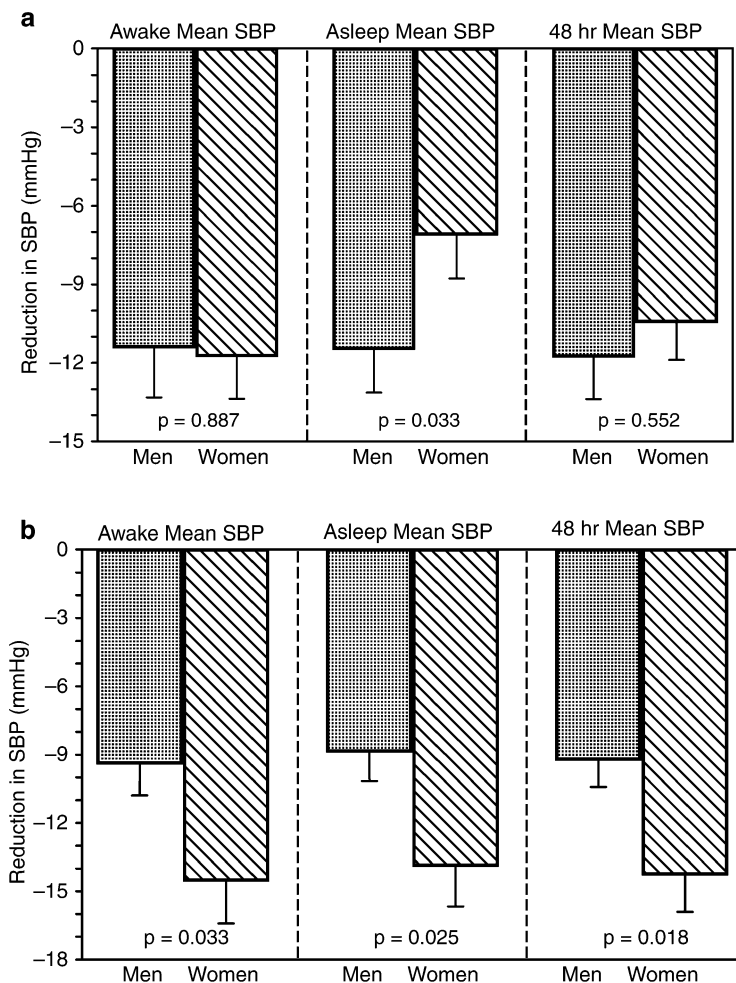 a
Awake Mean SBP Asleep Mean SBP 48 hr Mean SBP
Reduction in SBP (mmHg)
0
–3
–6
–9
–12
–15
p = 0.887 p = 0.033 p = 0.552
Men Women Men Women Men Women
b
Awake Mean SBP Asleep Mean SBP 48 hr Mean SBP
Reduction in SBP (mmHg)
0
–3
–6
–9
–12
–15
–18
p = 0.033 p = 0.025 p = 0.018
Men Women Men Women Men Women